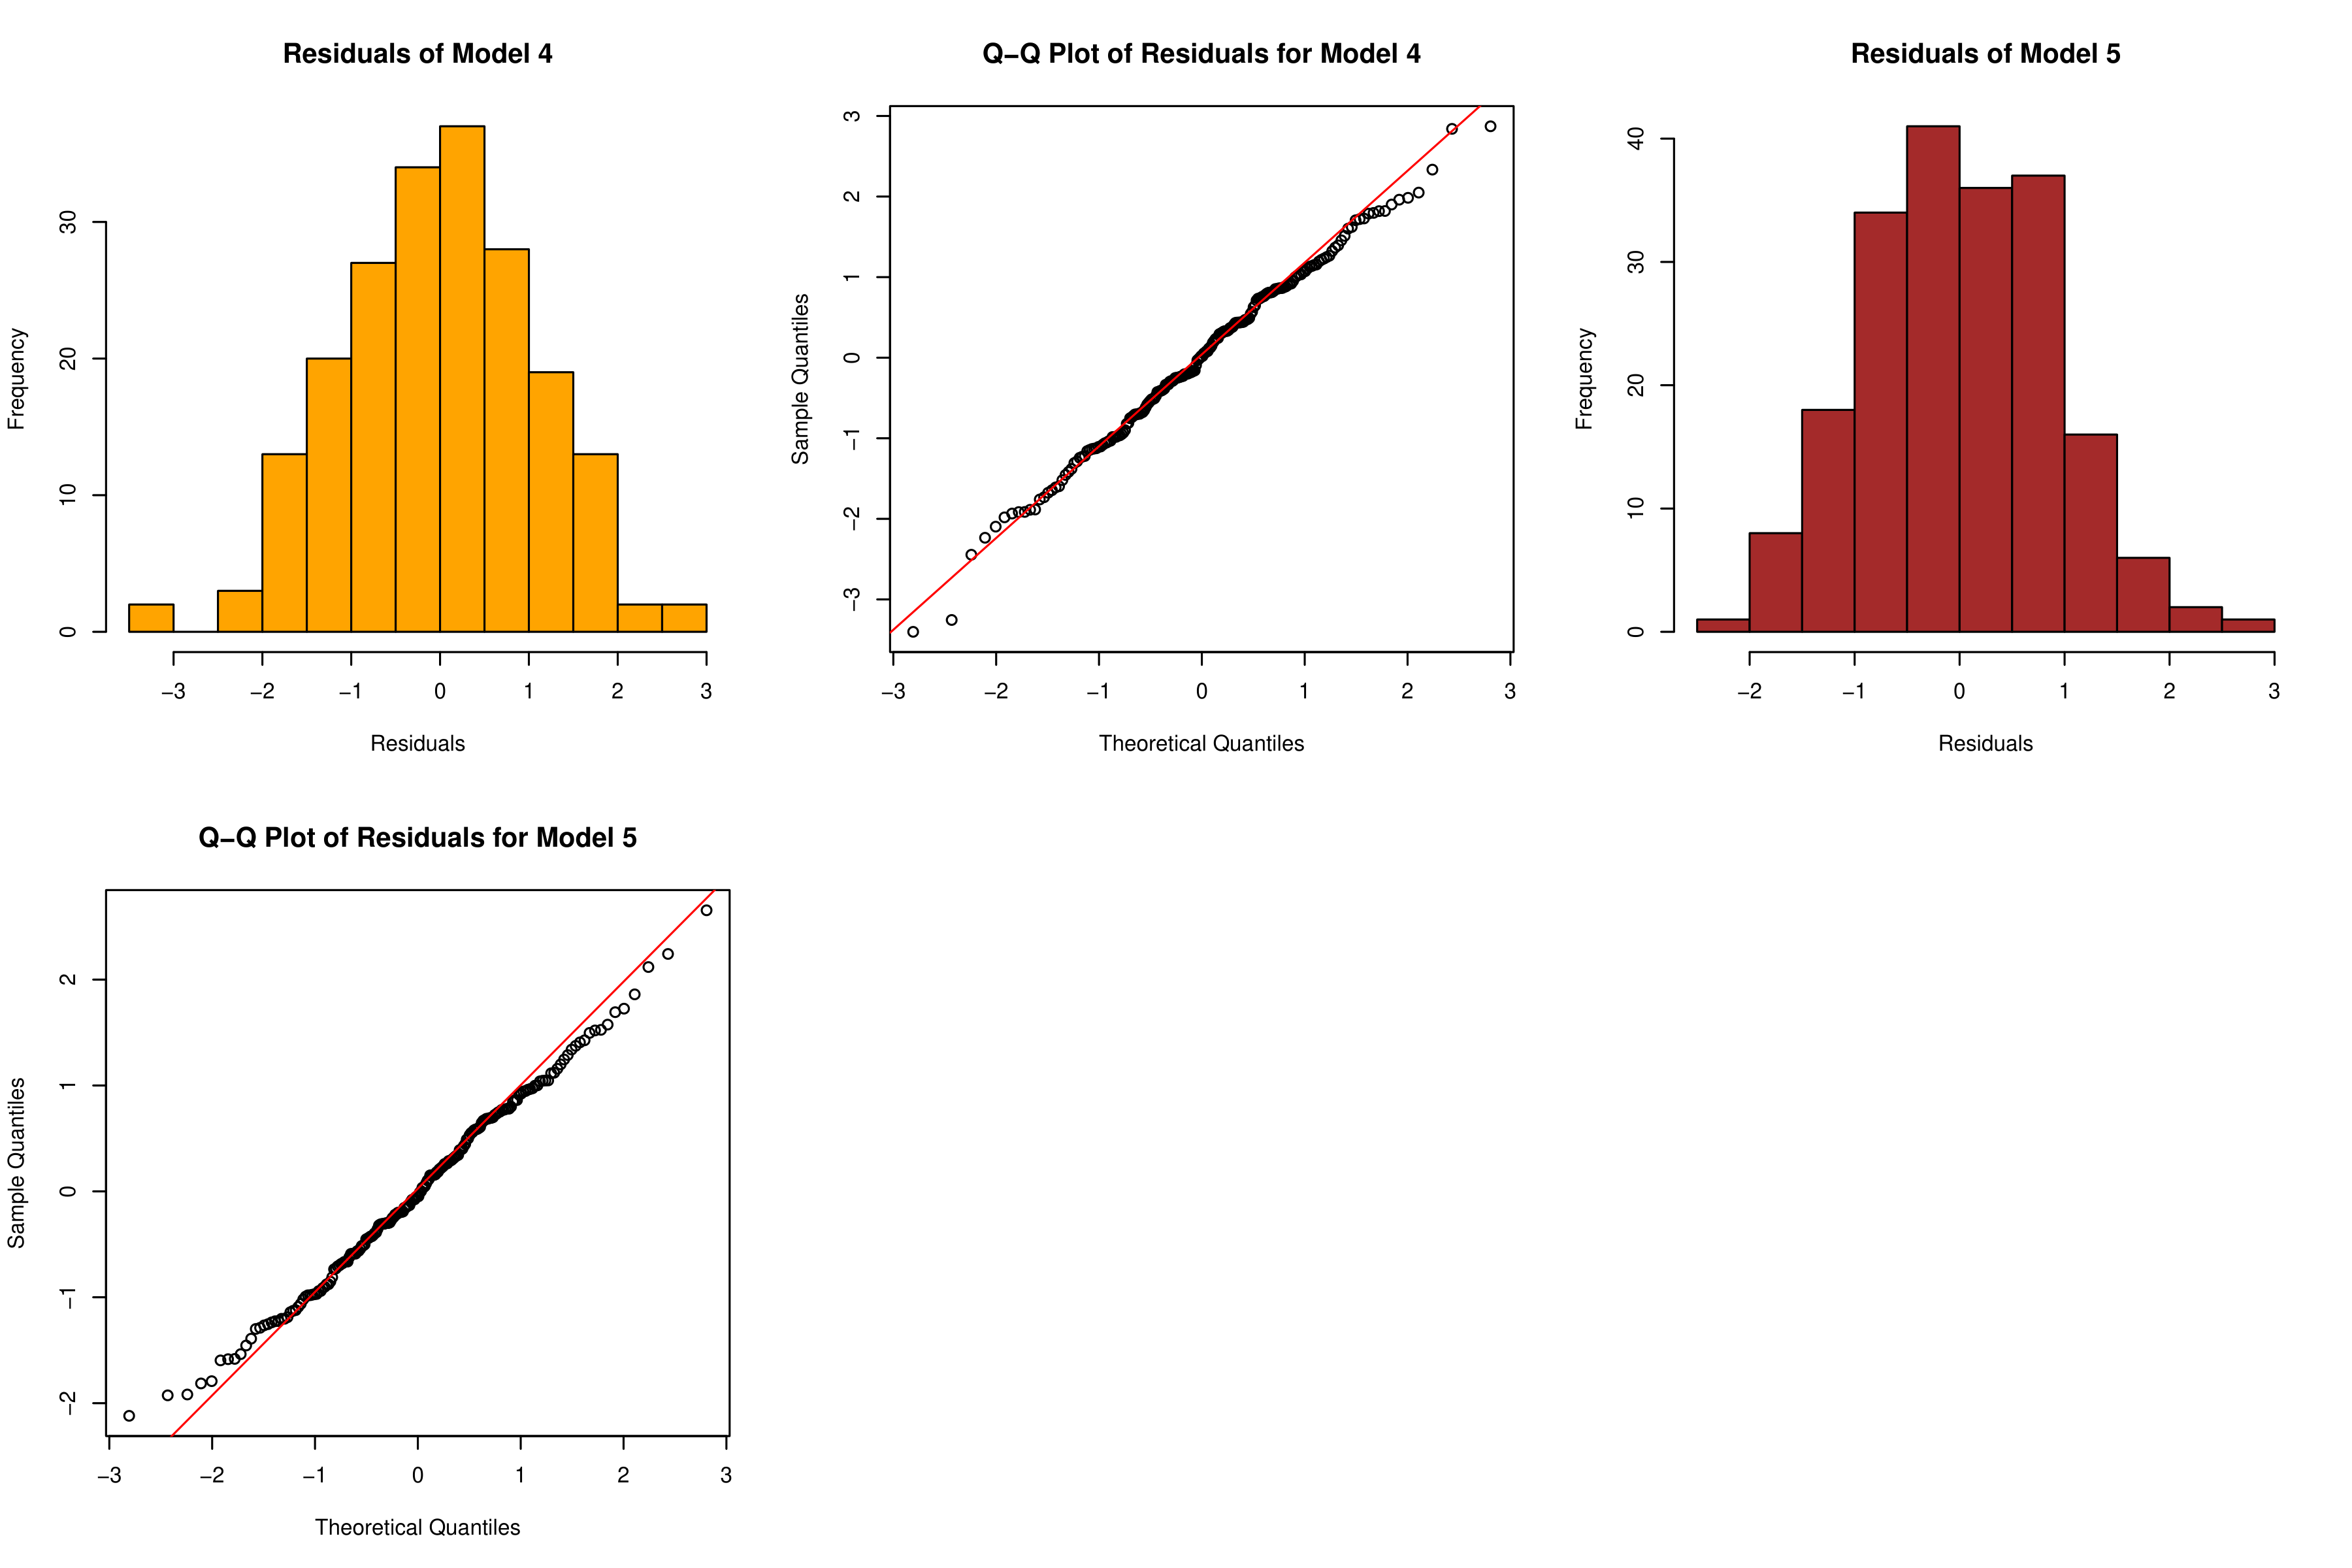 Residuals of Model 4
Frequency
0 10 20 30
−3 −2 −1 0 1 2 3
Residuals
Q−Q Plot of Residuals for Model 4
Sample Quantiles
−3 −2 −1 0 1 2 3
−3 −2 −1 0 1 2 3
Theoretical Quantiles
Residuals of Model 5
Frequency
0 10 20 30 40
−2 −1 0 1 2 3
Residuals
Q−Q Plot of Residuals for Model 5
Sample Quantiles
−2 −1 0 1 2
−3 −2 −1 0 1 2 3
Theoretical Quantiles